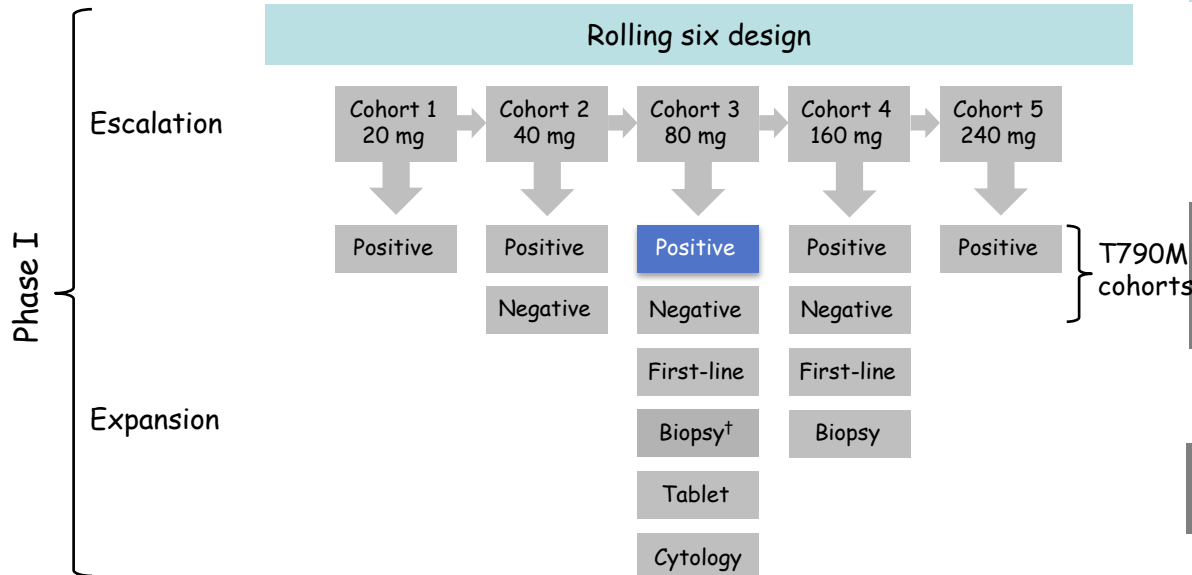 Rolling six design
Phase I
Escalation
Cohort 1
20 mg
Cohort 2
40 mg
Cohort 3
80 mg
Cohort 4
160 mg
Cohort 5
240 mg
Positive
Positive
Positive
Positive
Positive
T790M
cohorts
Negative
Negative
Negative
First-line
First-line
Expansion
Biopsy†
Biopsy
Tablet
Cytology